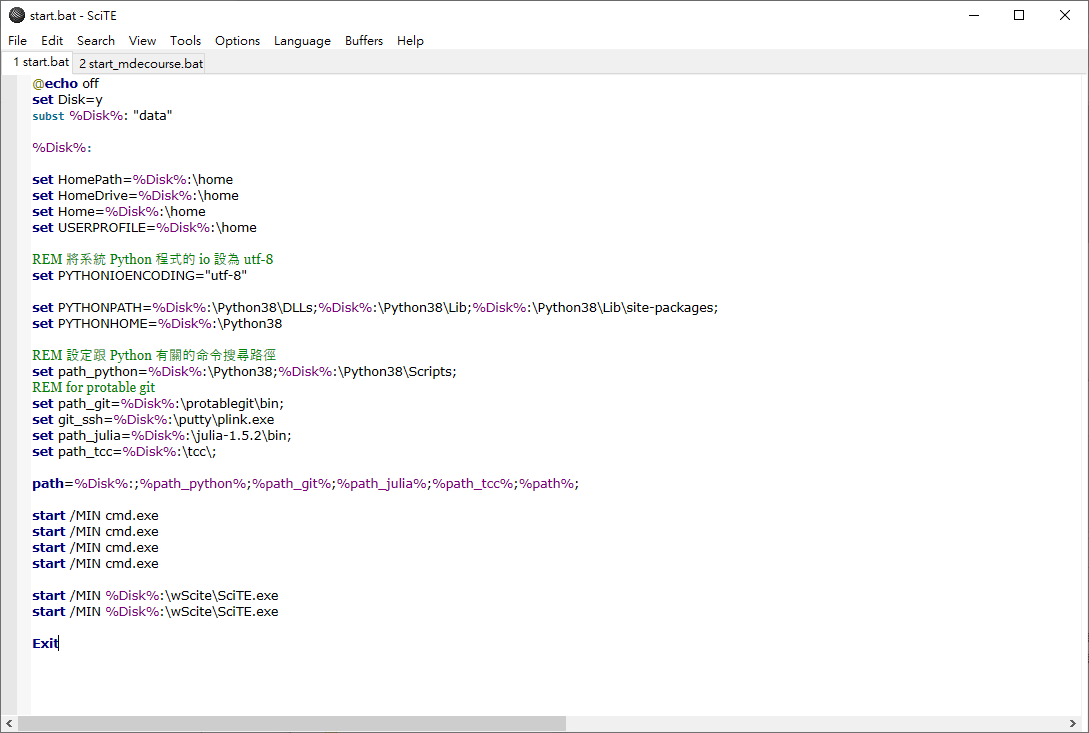 start.bat - SciTE
File Edit Search View Tools Options Language Buffers Help
1 start.bat 2 start_mdecourse.bat
@echo off
set Disk=y
subst %Disk%: "data"
%Disk%:
set HomePath=%Disk%:\home
set HomeDrive=%Disk%:\home
set Home=%Disk%:\home
set USERPROFILE=%Disk%:\home
REM 將系統 Python 程式的 io 設為 utf-8
set PYTHONIOENCODING="utf-8"
set PYTHONPATH=%Disk%:\Python38\DLLs;%Disk%:\Python38\Lib;%Disk%:\Python38\Lib\site-packages;
set PYTHONHOME=%Disk%:\Python38
REM 設定跟 Python 有關的命令搜尋路徑
set path_python=%Disk%:\Python38;%Disk%:\Python38\Scripts;
REM for protable git
set path_git=%Disk%:\protablegit\bin;
set git_ssh=%Disk%:\putty\plink.exe
set path_julia=%Disk%:\julia-1.5.2\bin;
set path_tcc=%Disk%:\tcc\;
path=%Disk%:;%path_python%;%path_git%;%path_julia%;%path_tcc%;%path%;
start /MIN cmd.exe
start /MIN cmd.exe
start /MIN cmd.exe
start /MIN cmd.exe
start /MIN %Disk%:\wScite\SciTE.exe
start /MIN %Disk%:\wScite\SciTE.exe
Exit